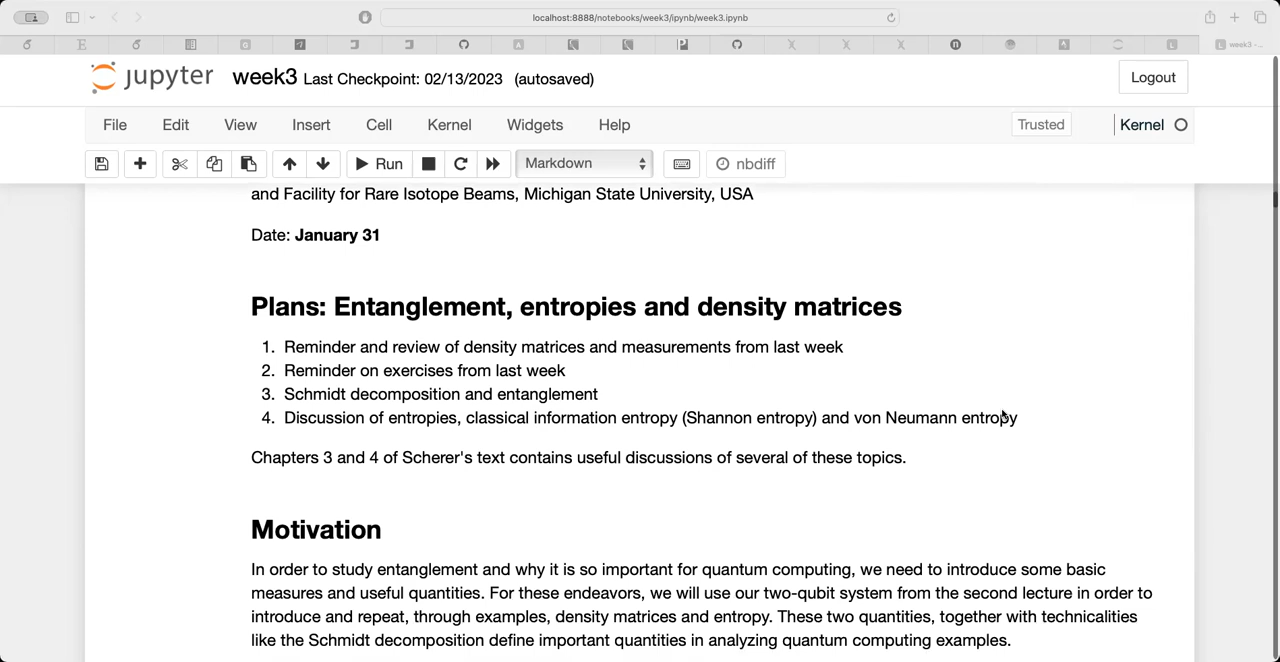 localhost:8888/notebooks/week3/ipynb/week3.ipynb
week3 - ...
jupyter week3 Last Checkpoint: 02/13/2023 (autosaved)
Logout
File Edit View Insert Cell Kernel Widgets Help
Trusted
Kernel
Run
Markdown
nbdiff
and Facility for Rare Isotope Beams, Michigan State University, USA
Date: January 31
Plans: Entanglement, entropies and density matrices
1. Reminder and review of density matrices and measurements from last week
2. Reminder on exercises from last week
3. Schmidt decomposition and entanglement
4. Discussion of entropies, classical information entropy (Shannon entropy) and von Neumann entropy
Chapters 3 and 4 of Scherer's text contains useful discussions of several of these topics.
Motivation
In order to study entanglement and why it is so important for quantum computing, we need to introduce some basic
measures and useful quantities. For these endeavors, we will use our two-qubit system from the second lecture in order to
introduce and repeat, through examples, density matrices and entropy. These two quantities, together with technicalities
like the Schmidt decomposition define important quantities in analyzing quantum computing examples.